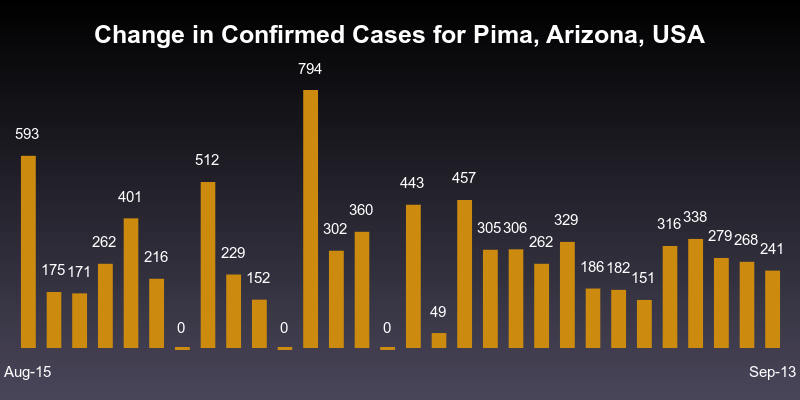 Change in Confirmed Cases for Pima, Arizona, USA
593 175 171 262 401 216 0 512 229 152 0 794 302 360 0 443 49 457 305 306 262 329 186 182 151 316 338 279 268 241
Aug-15 Sep-13